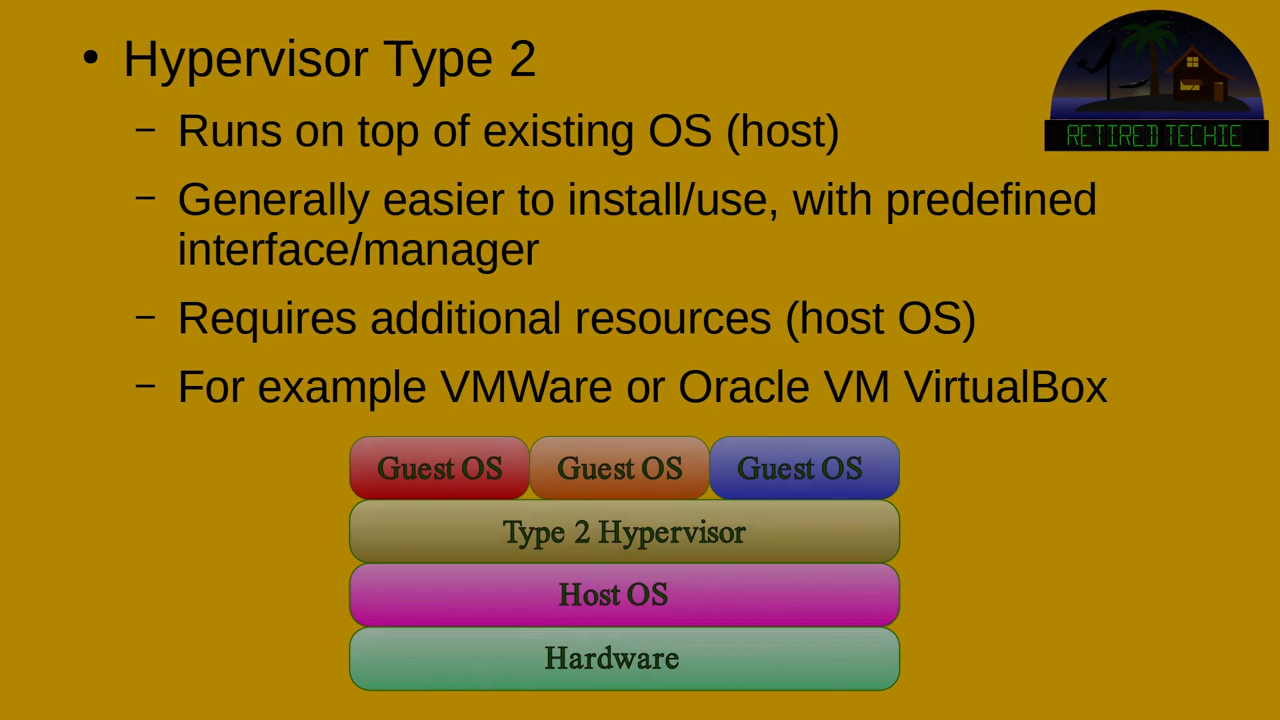 • Hypervisor Type 2
– Runs on top of existing OS (host)
– Generally easier to install/use, with predefined
interface/manager
– Requires additional resources (host OS)
– For example VMWare or Oracle VM VirtualBox
RETIRED TECHIE
Guest OS Guest OS Guest OS
Type 2 Hypervisor
Host OS
Hardware